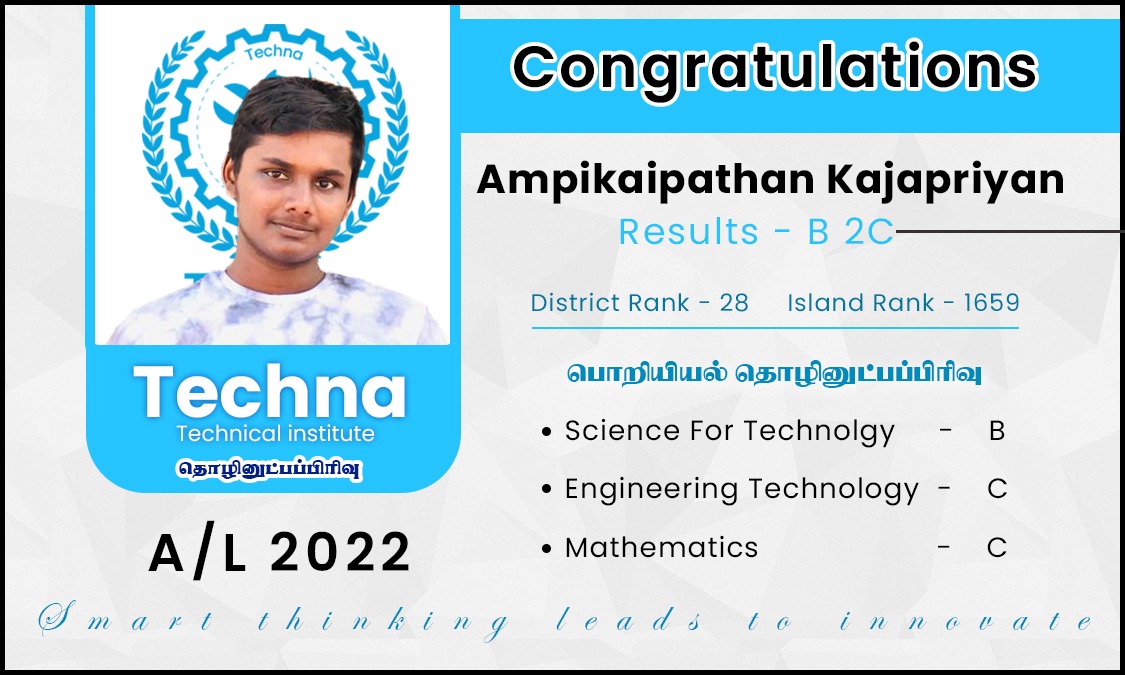 Techna
Congratulations
Ampikaipathan Kajapriyan
Results - B 2C
District Rank - 28 Island Rank - 1659
பொறியியல் தொழினுட்பப்பிரிவு
• Science For Technolgy - B
• Engineering Technology - C
• Mathematics - C
Techna
Technical institute
தொழினுட்பப்பிரிவு
A/L 2022
Smart thinking leads to innovate